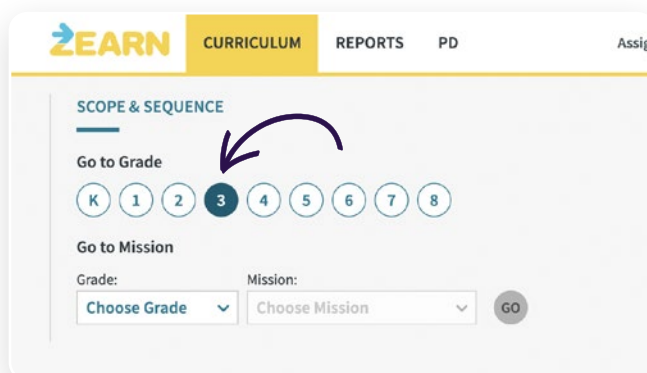 ZEARN CURRICULUM REPORTS PD
SCOPE & SEQUENCE
Go to Grade
K 1 2 3 4 5 6 7 8
Go to Mission
Grade: Mission:
Choose Grade Choose Mission GO